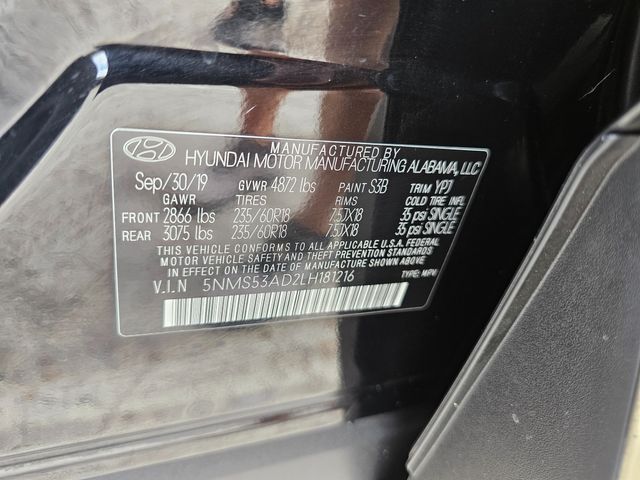 MANUFACTURED BY
HYUNDAI MOTOR MANUFACTURING ALABAMA, LLC
Sep/30/19 GVWR 4872 lbs PAINT S3B TRIM YPJ
GAWR TIRES RIMS COLD TIRE INFL
FRONT 2866 lbs 235/60R18 7.5JX18 35 psi SINGLE
REAR 3075 lbs 235/60R18 7.5JX18 35 psi SINGLE
THIS VEHICLE CONFORMS TO ALL APPLICABLE U.S.A. FEDERAL
MOTOR VEHICLE SAFETY AND THEFT PREVENTION STANDARDS
IN EFFECT ON THE DATE OF MANUFACTURE SHOWN ABOVE.
V.I.N 5NMS53AD2LH181216 TYPE: MPV